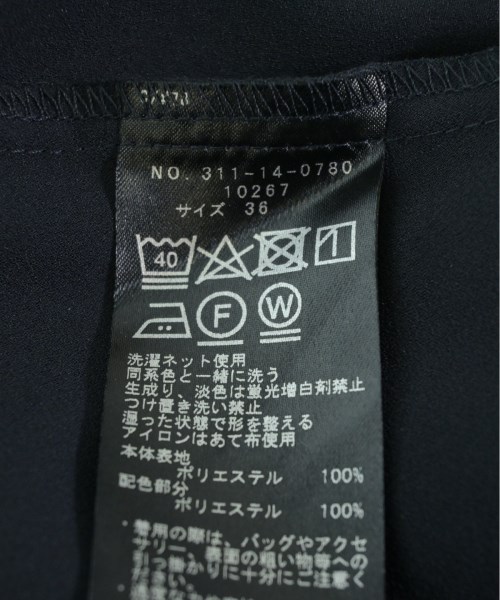 NO. 311-14-0780
10267
サイズ 36
40
F W
洗濯ネット使用
同系色と一緒に洗う
生成り、淡色は蛍光増白剤禁止
つけ置き洗い禁止
湿った状態で形を整える
アイロンはあて布使用
本体表地
ポリエステル 100%
配色部分
ポリエステル 100%
・着用の際は、バッグやアクセ
サリー、表面の粗い物等への
引っ掛かりに十分にご注意く
ださい。